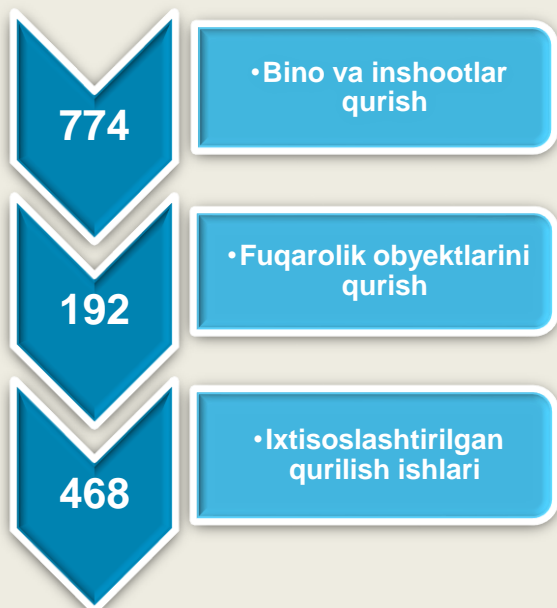 774
•Bino va inshootlar
qurish
192
•Fuqarolik obyektlarini
qurish
468
•Ixtisoslashtirilgan
qurilish ishlari